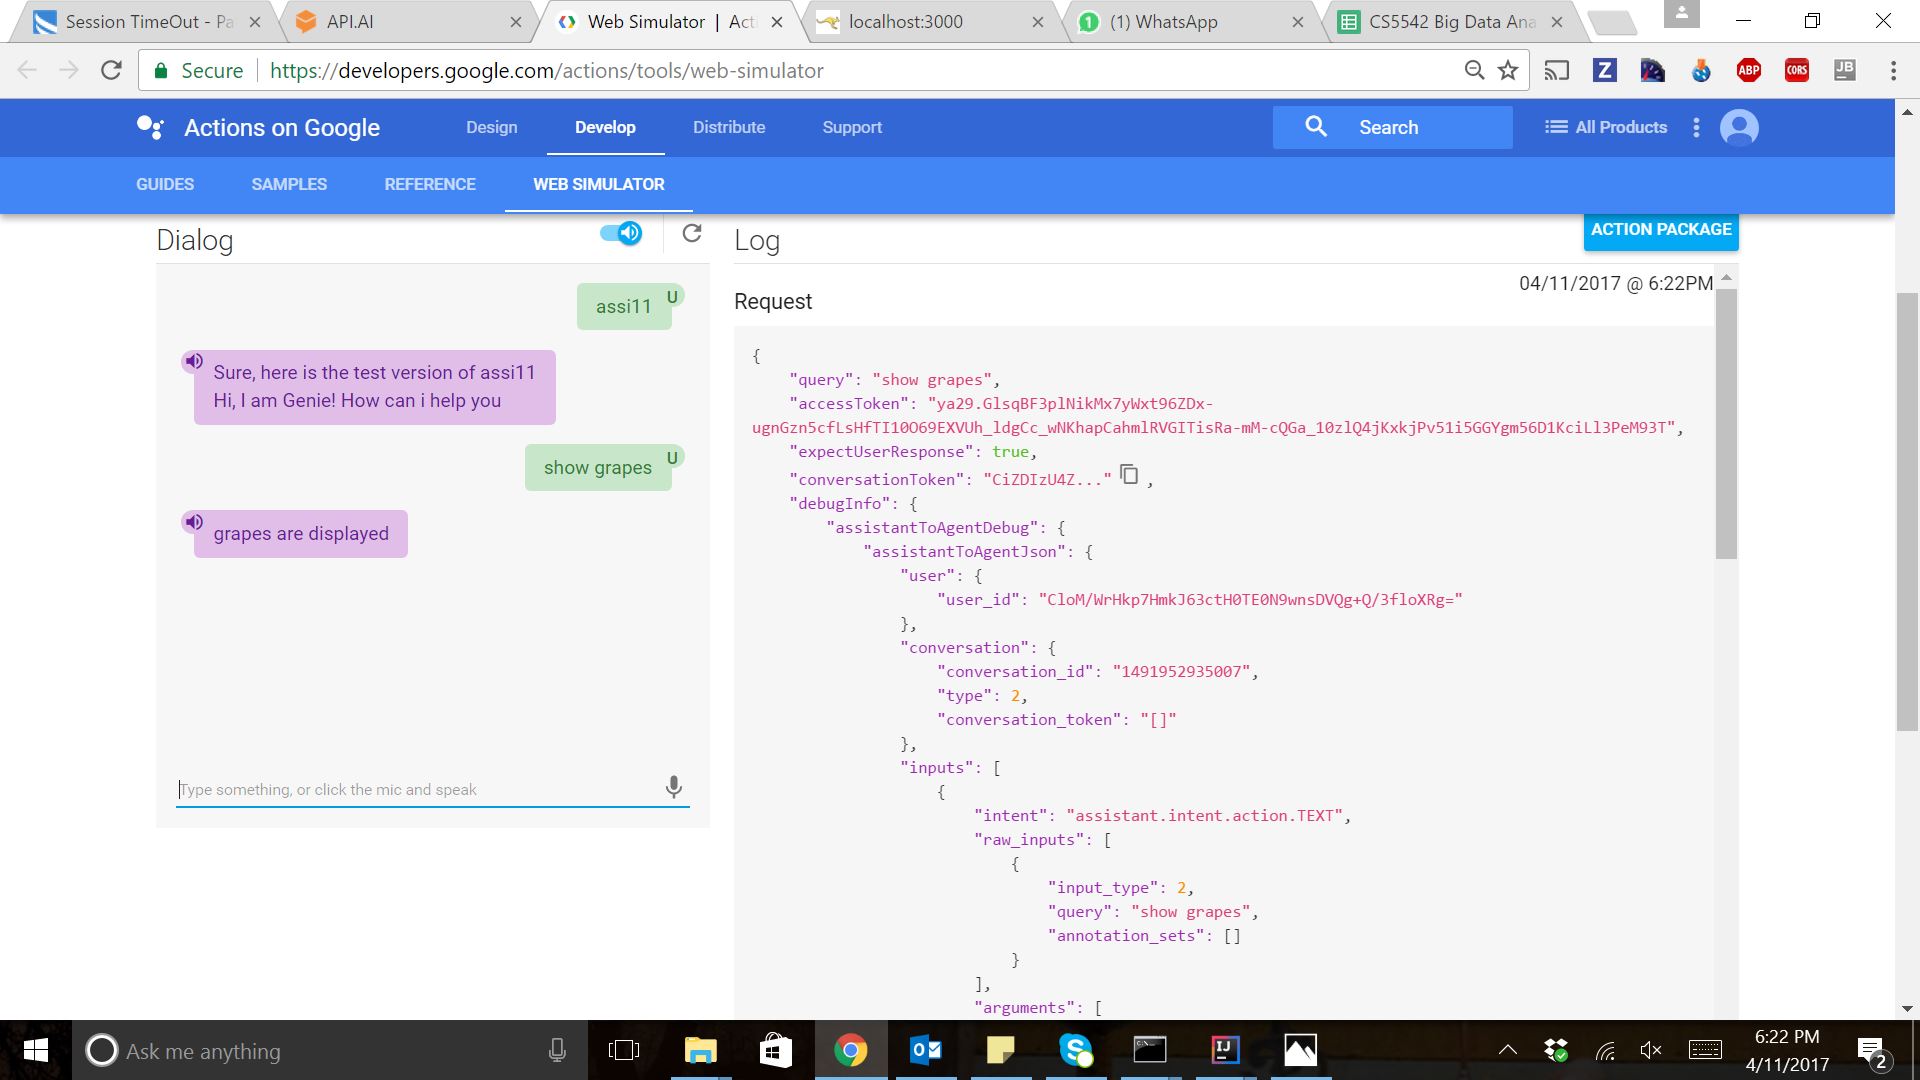 Session TimeOut - Pa
API.AI
Web Simulator | Acti
localhost:3000
(1) WhatsApp
CS5542 Big Data Ana
Secure
https://developers.google.com/actions/tools/web-simulator
Z
ABP
CORS
JB
Actions on Google
Design
Develop
Distribute
Support
Search
All Products
GUIDES
SAMPLES
REFERENCE
WEB SIMULATOR
Dialog
assi11
U
Sure, here is the test version of assi11
Hi, I am Genie! How can i help you
show grapes
U
grapes are displayed
Type something, or click the mic and speak
Log
ACTION PACKAGE
04/11/2017 @ 6:22PM
Request
{
"query": "show grapes",
"accessToken": "ya29.GlsqBF3plNikMx7yWxt96ZDx-
ugnGzn5cfLsHfTI10O69EXVUh_ldgCc_wNKhapCahmlRVGITisRa-mM-cQGa_10zlQ4jKxkjPv51i5GGYgm56D1KciLl3PeM93T",
"expectUserResponse": true,
"conversationToken": "CiZDIzU4Z..." ,
"debugInfo": {
"assistantToAgentDebug": {
"assistantToAgentJson": {
"user": {
"user_id": "CloM/WrHkp7HmkJ63ctH0TE0N9wnsDVQg+Q/3floXRg="
},
"conversation": {
"conversation_id": "1491952935007",
"type": 2,
"conversation_token": "[]"
},
"inputs": [
{
"intent": "assistant.intent.action.TEXT",
"raw_inputs": [
{
"input_type": 2,
"query": "show grapes",
"annotation_sets": []
}
],
"arguments": [
Ask me anything
6:22 PM
4/11/2017
2